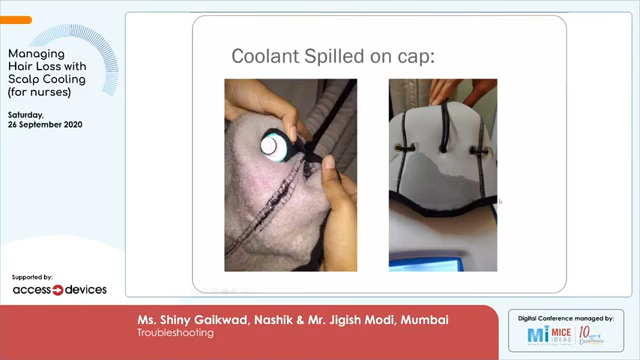 Managing
Hair Loss with
Scalp Cooling
(for nurses)
Saturday,
26 September 2020
Supported by:
access devices
Coolant Spilled on cap:
Ms. Shiny Gaikwad, Nashik & Mr. Jigish Modi, Mumbai
Troubleshooting
Digital Conference managed by:
Mi MICE
IDEAS
10